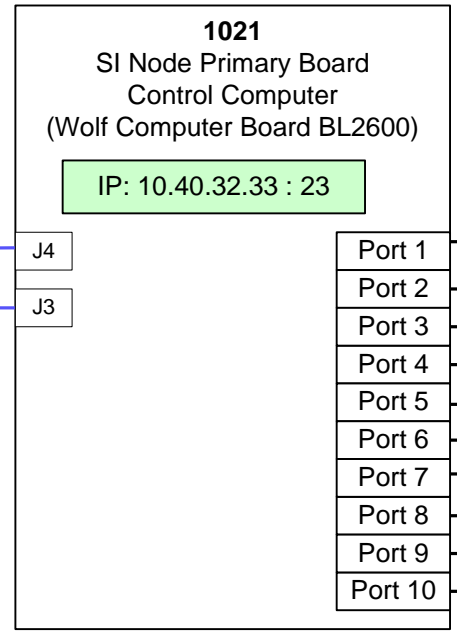 1021
SI Node Primary Board
Control Computer
(Wolf Computer Board BL2600)
IP: 10.40.32.33 : 23
J4
J3
Port 1
Port 2
Port 3
Port 4
Port 5
Port 6
Port 7
Port 8
Port 9
Port 10